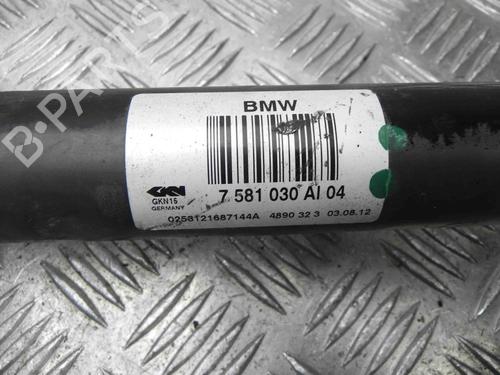 B-PARTS
BMW
7 581 030 AI 04
GKN
GKN15
GERMANY
0258121687144A 4890 32 3 03.08.12